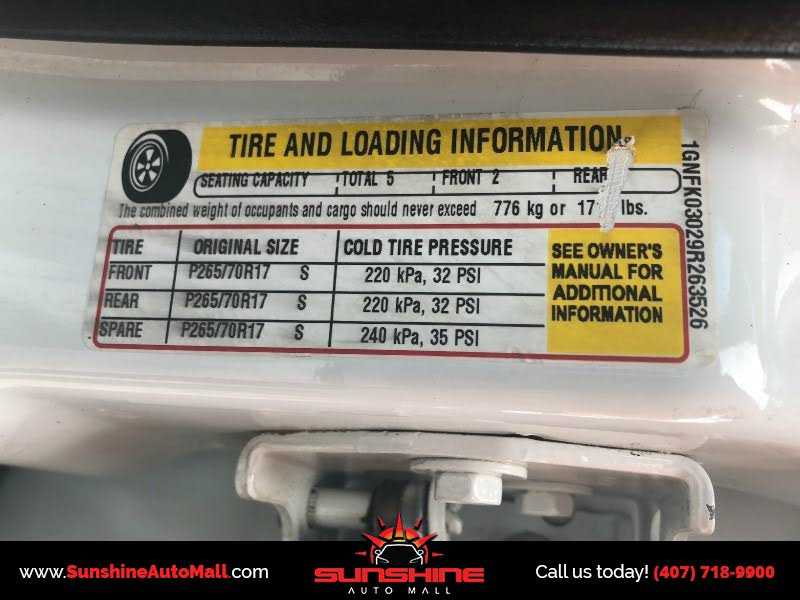 TIRE AND LOADING INFORMATION
SEATING CAPACITY TOTAL 5 FRONT 2 REAR
The combined weight of occupants and cargo should never exceed 776 kg or lbs.
TIRE ORIGINAL SIZE COLD TIRE PRESSURE
FRONT P265/70R17 S 220 kPa, 32 PSI
REAR P265/70R17 S 220 kPa, 32 PSI
SPARE P265/70R17 S 240 kPa, 35 PSI
SEE OWNER'S
MANUAL FOR
ADDITIONAL
INFORMATION
1GNFK03029R263526
www.SunshineAutoMall.com
SUNSHINE
AUTO MALL
Call us today! (407) 718-9900